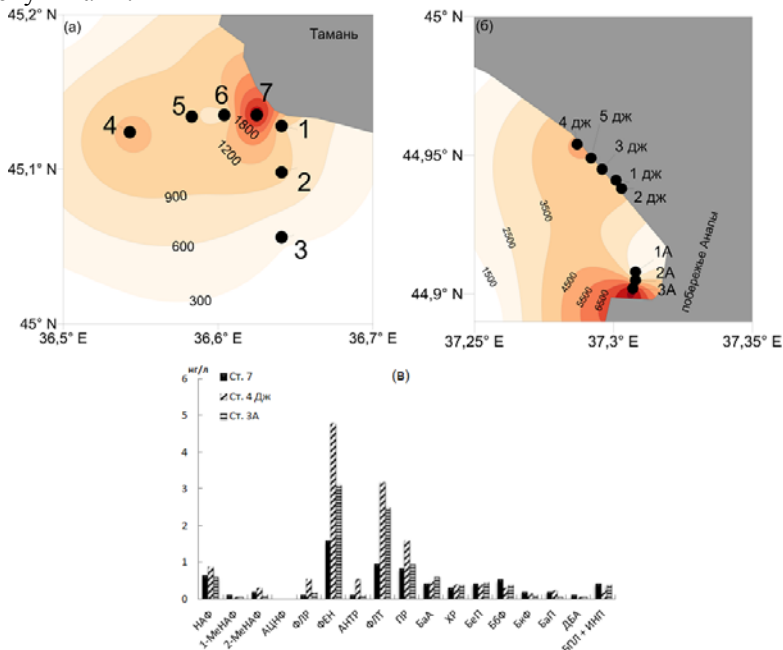 (а)
Тамань
45,2° N
45,1° N
45° N
36,5° E
36,6° E
36,7° E
4
5
6
7
1
2
3
1800
1200
900
600
300
(б)
45° N
44,95° N
44,9° N
37,25° E
37,3° E
37,35° E
4 дж
5 дж
3 дж
1 дж
2 дж
1А
2А
3А
побережье Анапы
3500
2500
1500
4500
5500
6500
(в)
нг/л
Ст. 7
Ст. 4 Дж
Ст. 3А
6
5
4
3
2
1
0
НАФ
1-МеНАФ
2-МеНАФ
АЦНФ
ФЛР
ФЕН
АНТР
ФЛТ
ПР
БаА
ХР
БеП
БбФ
БкФ
БаП
ДБА
БПЛ + ИНП